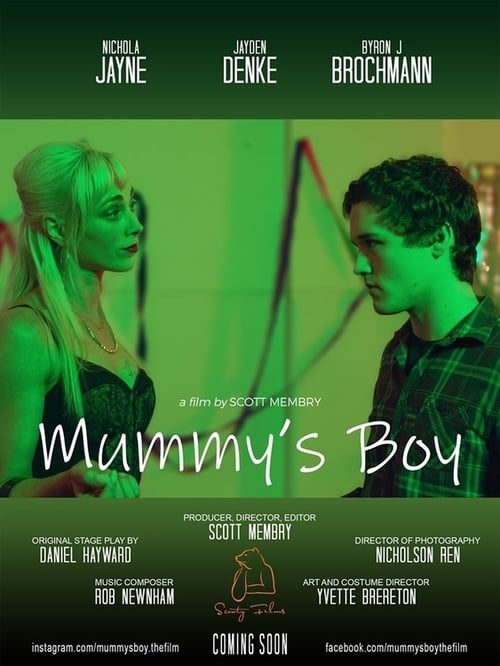 NICHOLA
JAYNE
JAYDEN
DENKE
BYRON J
BROCHMANN
a film by SCOTT MEMBRY
Mummy's Boy
PRODUCER, DIRECTOR, EDITOR
SCOTT MEMBRY
ORIGINAL STAGE PLAY BY
DANIEL HAYWARD
DIRECTOR OF PHOTOGRAPHY
NICHOLSON REN
MUSIC COMPOSER
ROB NEWNHAM
ART AND COSTUME DIRECTOR
YVETTE BRERETON
Scooty Films
instagram.com/mummysboy.thefilm
COMING SOON
facebook.com/mummysboythefilm